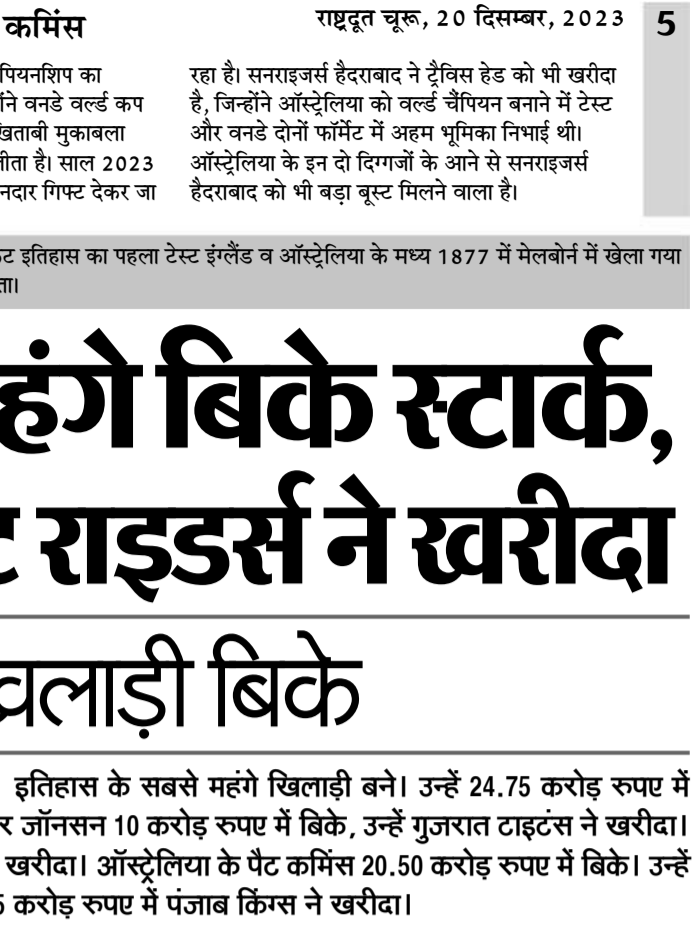 कमिंस
राष्ट्रदूत चूरू, 20 दिसम्बर, 2023
5
पियनशिप का
वनडे वर्ल्ड कप
मुकाबला
है। साल 2023
गिफ्ट देकर जा
रहा है। सनराइजर्स हैदराबाद ने ट्रैविस हेड को भी खरीदा
है, जिन्होंने ऑस्ट्रेलिया को वर्ल्ड चैंपियन बनाने में टेस्ट
और वनडे दोनों फॉर्मेट में अहम भूमिका निभाई थी।
ऑस्ट्रेलिया के इन दो दिग्गजों के आने से सनराइजर्स
हैदराबाद को भी बड़ा बूस्ट मिलने वाला है।
इतिहास का पहला टेस्ट इंग्लैंड व ऑस्ट्रेलिया के मध्य 1877 में मेलबोर्न में खेला गया
हंगे बिके स्टार्क,
राइडर्स ने खरीदा
बिके
इतिहास के सबसे महंगे खिलाड़ी बने। उन्हें 24.75 करोड़ रुपए में
र जॉनसन 10 करोड़ रुपए में बिके, उन्हें गुजरात टाइटंस ने खरीदा।
खरीदा। ऑस्ट्रेलिया के पैट कमिंस 20.50 करोड़ रुपए में बिके। उन्हें
करोड़ रुपए में पंजाब किंग्स ने खरीदा।